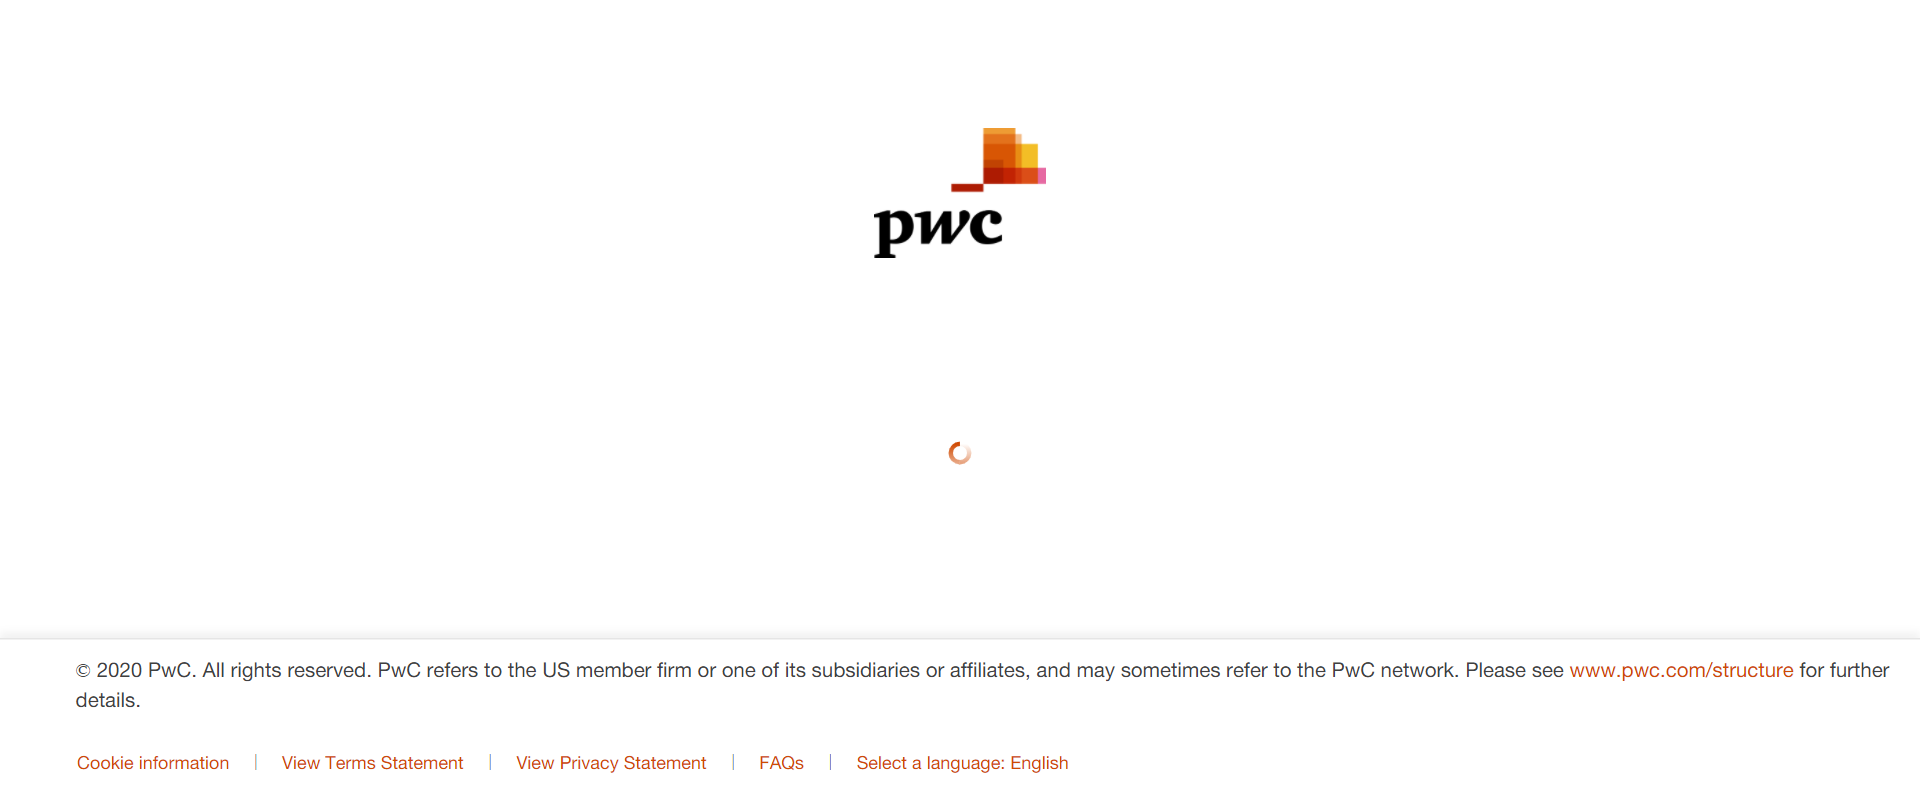 pwc
© 2020 PwC. All rights reserved. PwC refers to the US member firm or one of its subsidiaries or affiliates, and may sometimes refer to the PwC network. Please see www.pwc.com/structure for further
details.
Cookie information | View Terms Statement | View Privacy Statement | FAQs | Select a language: English